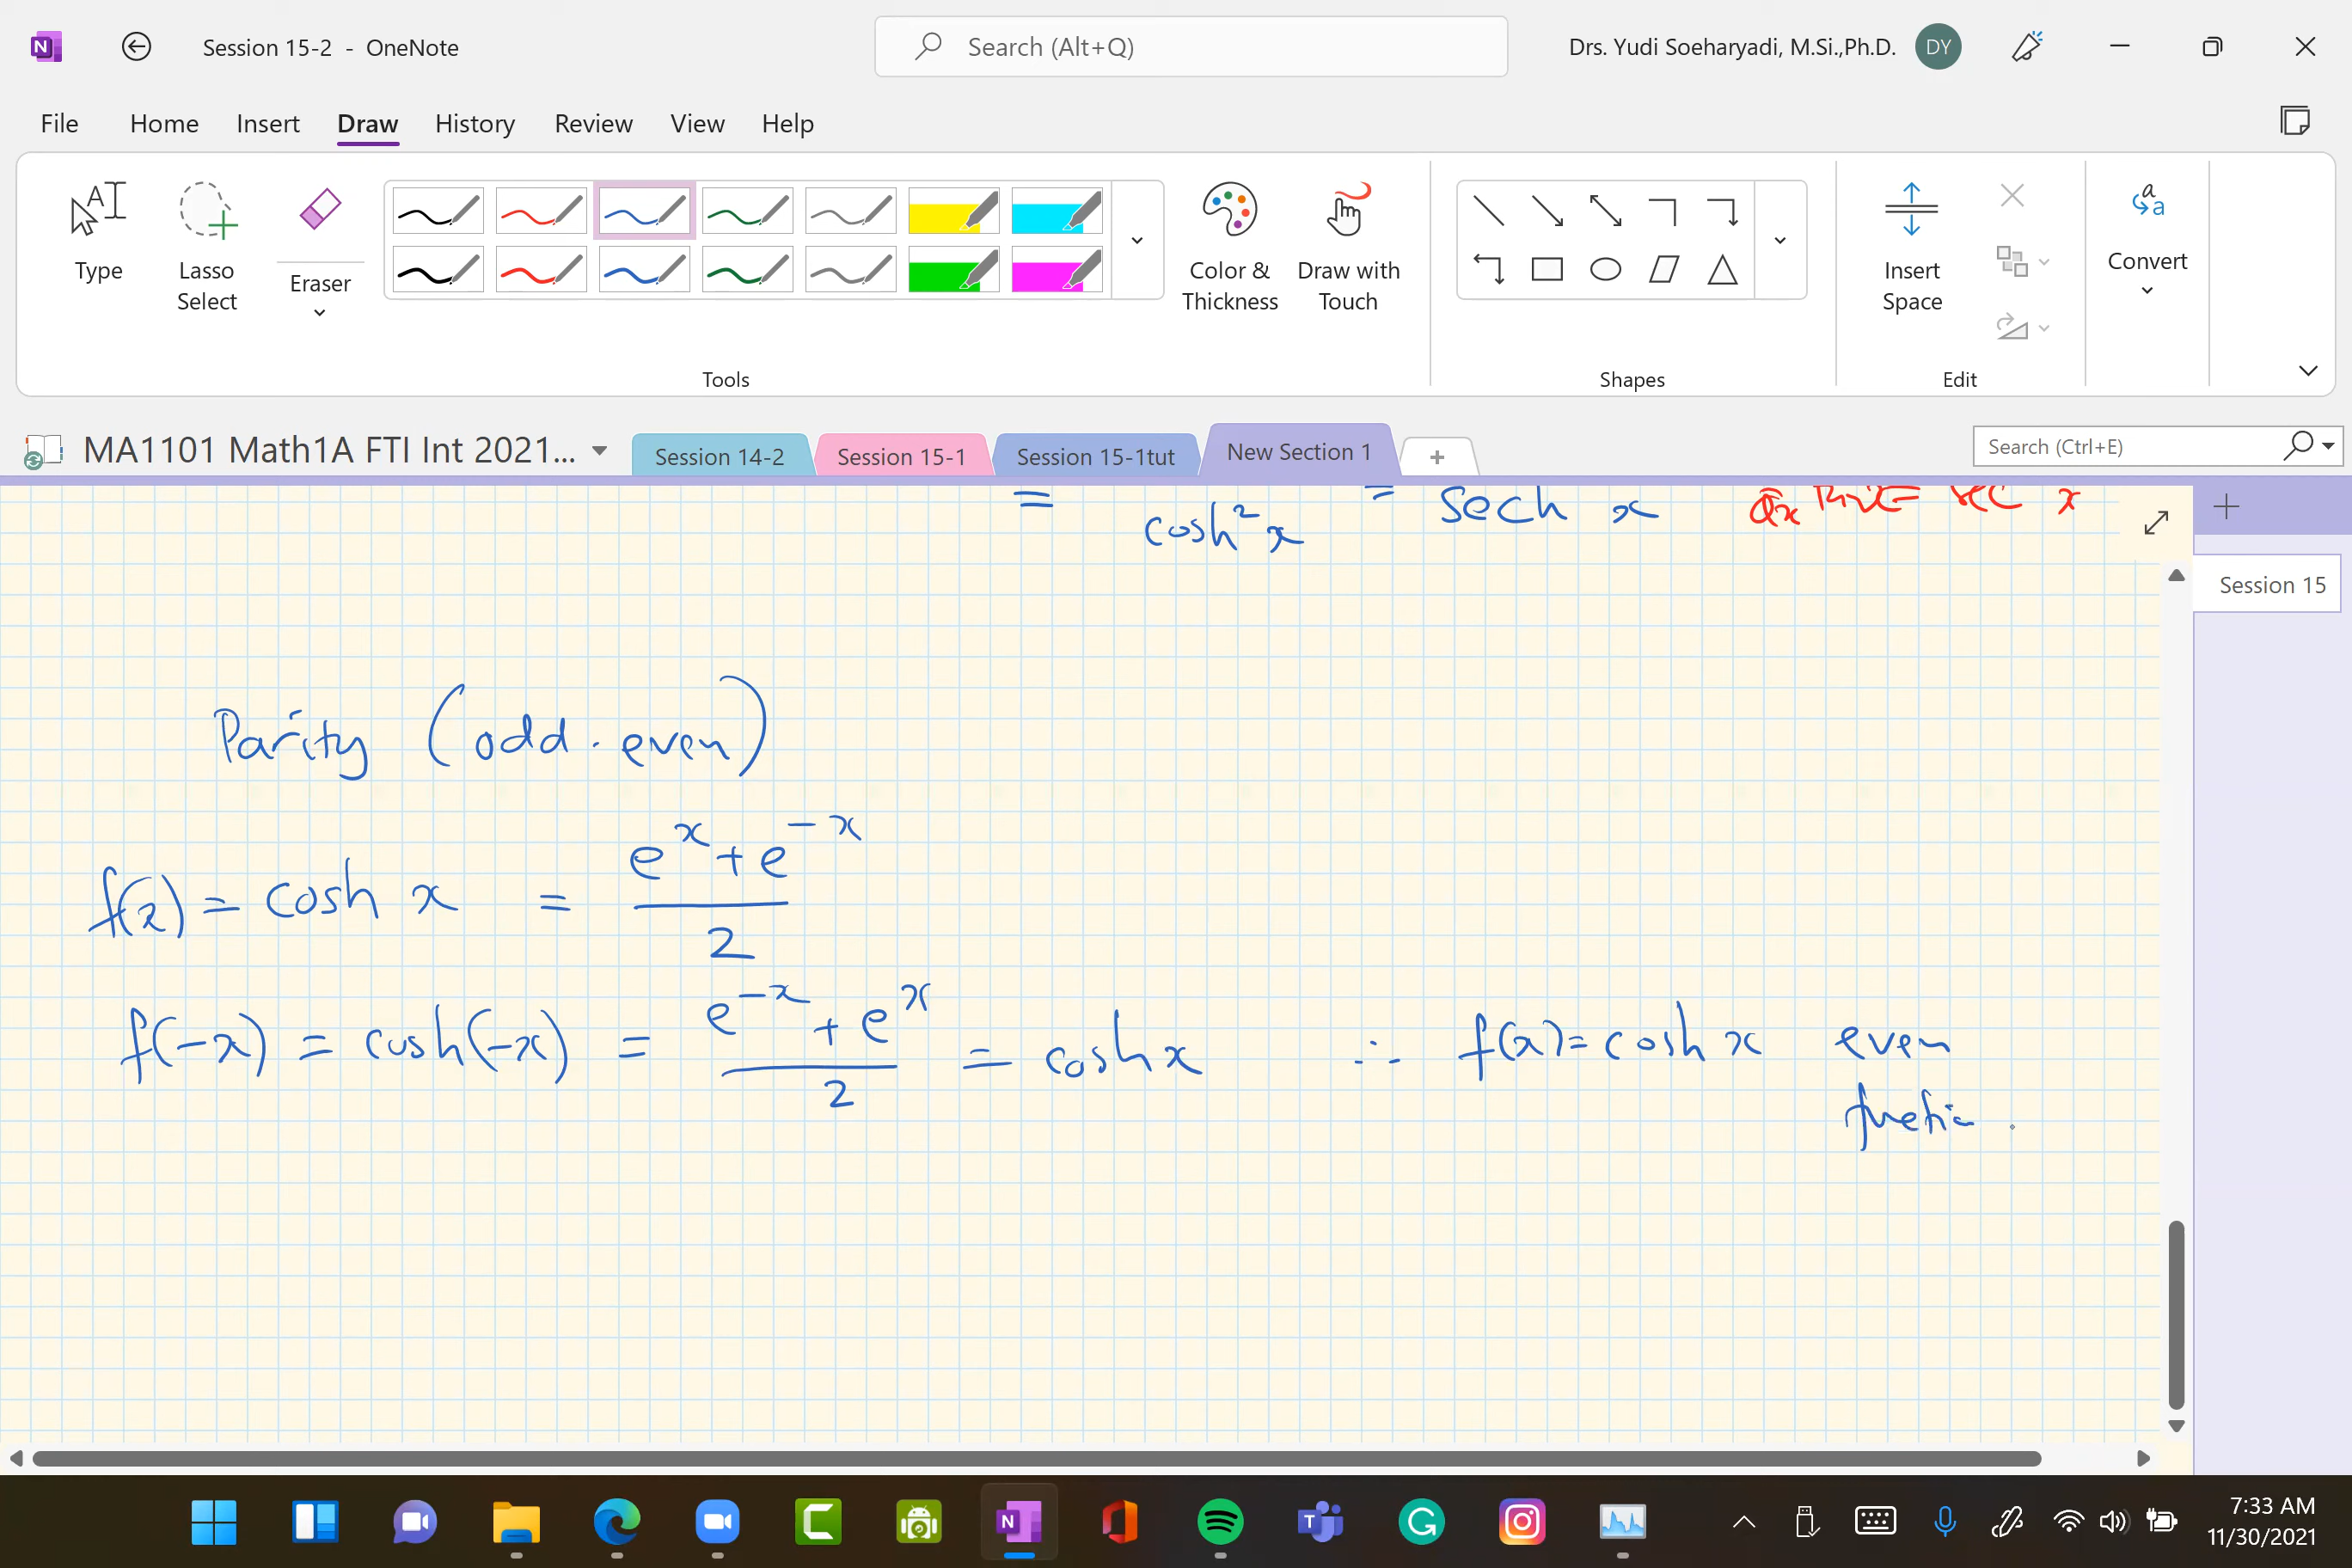 Session 15-2 - OneNote
Search (Alt+Q)
Drs. Yudi Soeharyadi, M.Si.,Ph.D.
DY
File Home Insert Draw History Review View Help
Type
Lasso Select
Eraser
Color & Thickness
Draw with Touch
Insert Space
Convert
Tools
Shapes
Edit
MA1101 Math1A FTI Int 2021...
Session 14-2
Session 15-1
Session 15-1tut
New Section 1
Search (Ctrl+E)
Session 15
= cosh²x = sech x
Parity (odd. even)
f(x) = cosh x = e^x + e^-x / 2
f(-x) = cosh(-x) = e^-x + e^x / 2 = cosh x ∴ f(x) = cosh x even
7:33 AM
11/30/2021